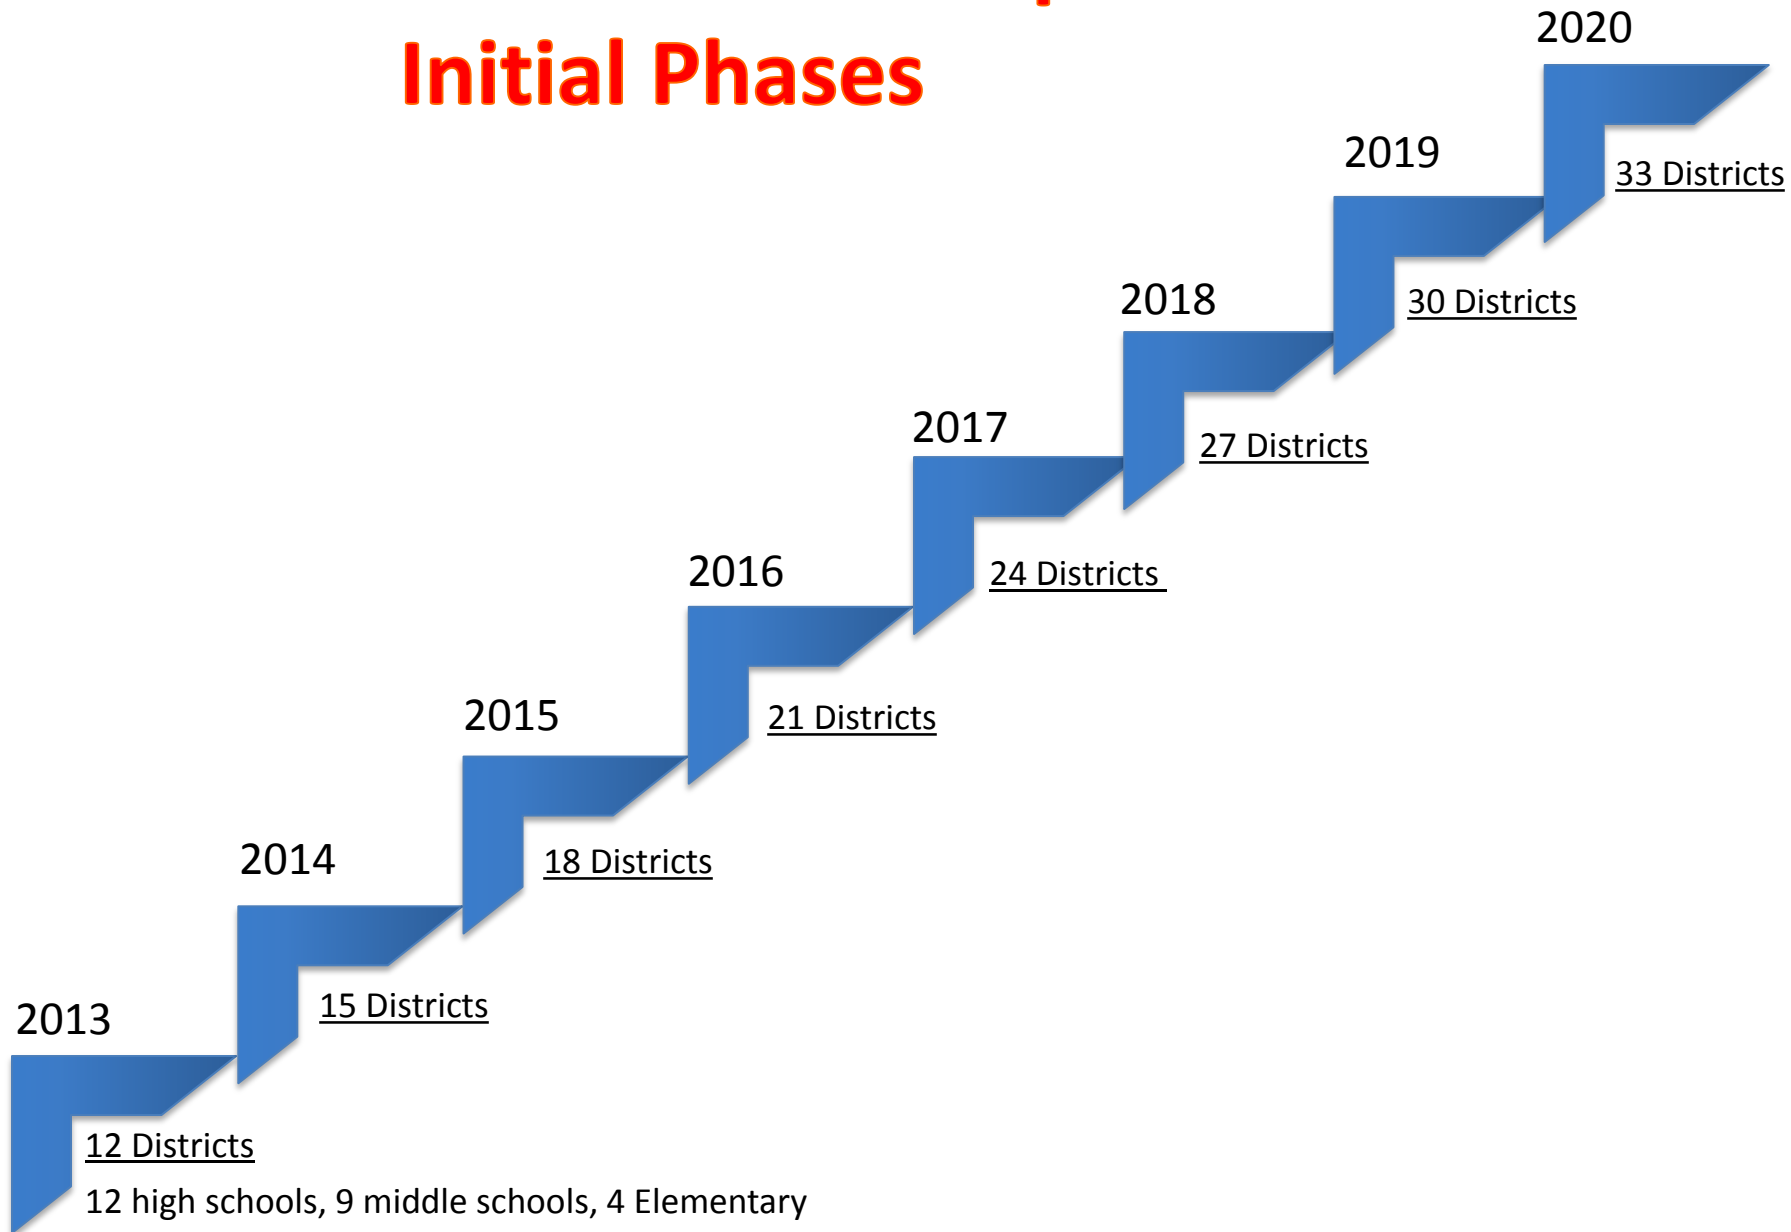 Initial Phases
2020
33 Districts
2019
30 Districts
2018
27 Districts
2017
24 Districts
2016
21 Districts
2015
18 Districts
2014
15 Districts
2013
12 Districts
12 high schools, 9 middle schools, 4 Elementary